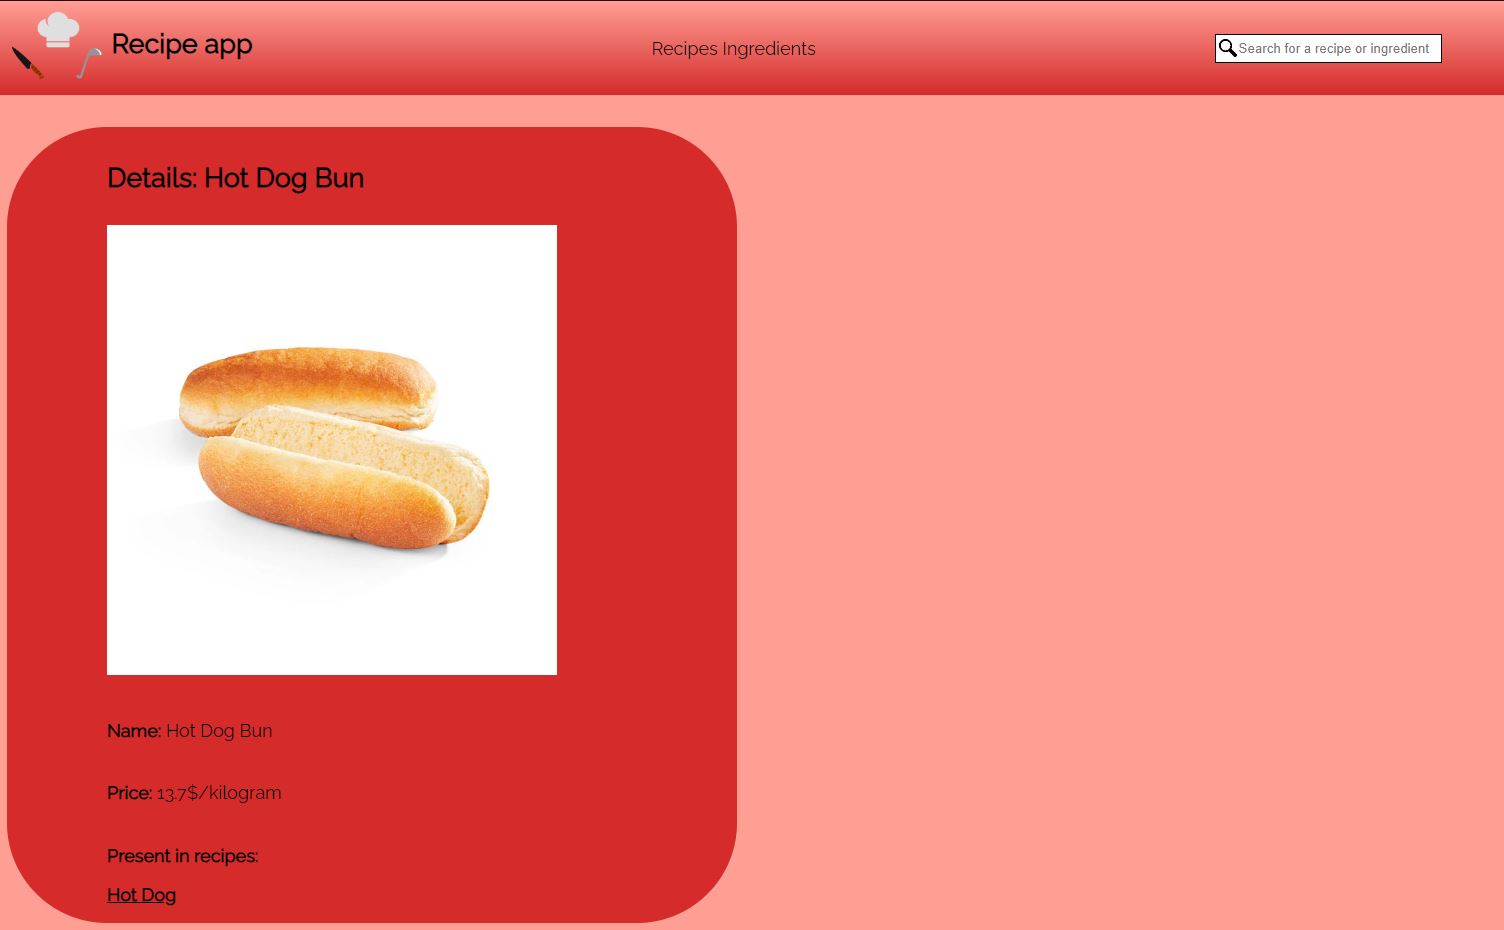 Recipe app
Recipes Ingredients
Search for a recipe or ingredient
Details: Hot Dog Bun
Name: Hot Dog Bun
Price: 13.7$/kilogram
Present in recipes:
Hot Dog